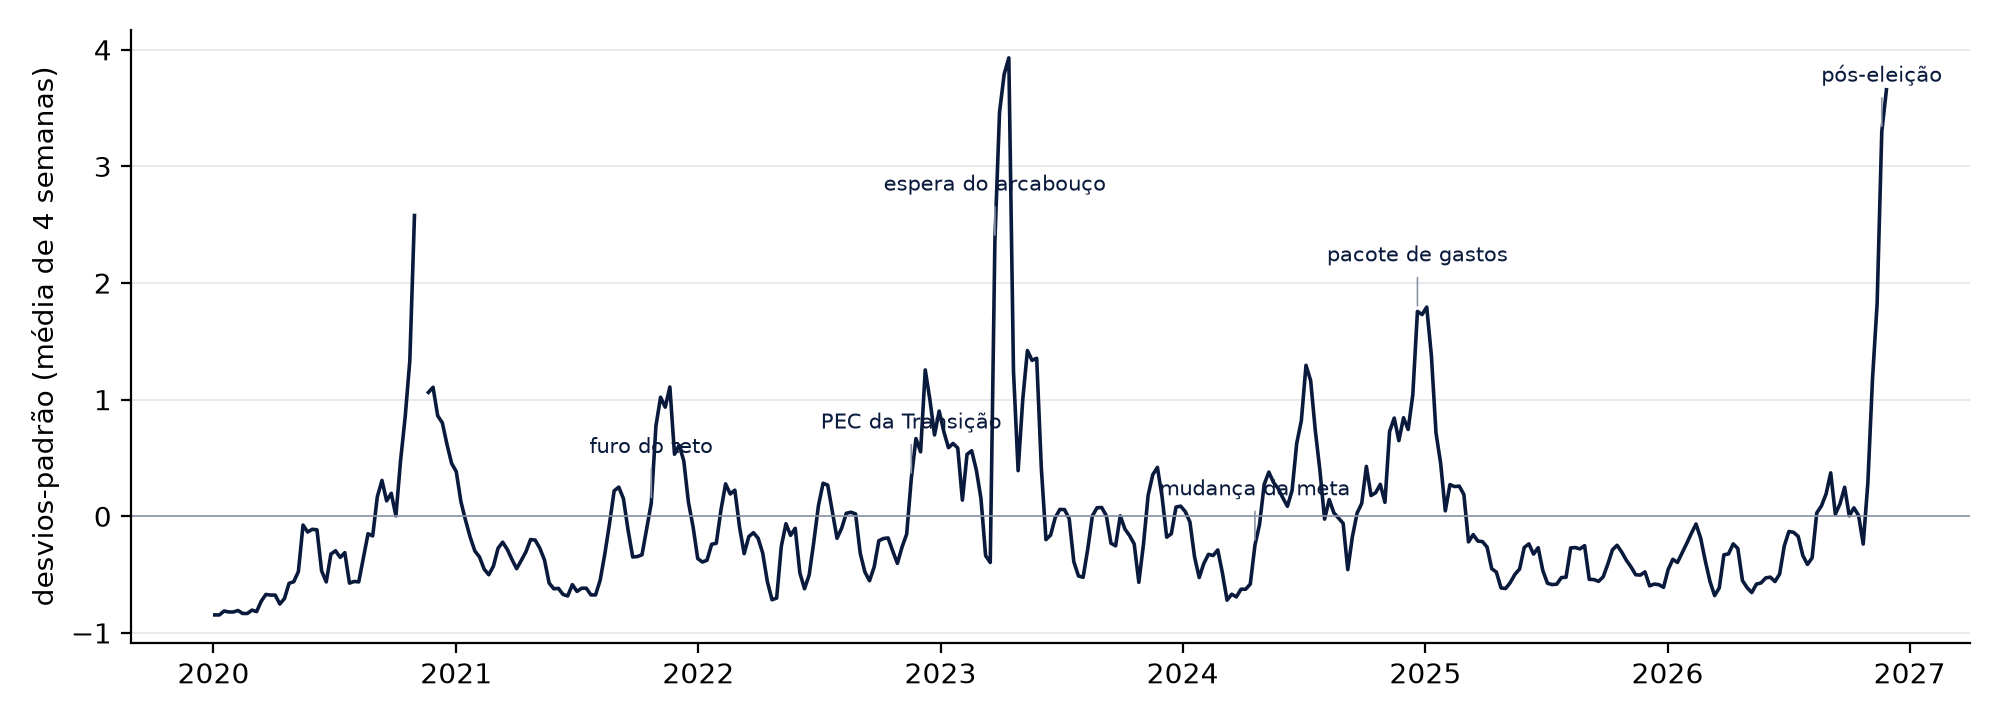 desvios-padrão (média de 4 semanas)
4
3
2
1
0
−1
pós-eleição
espera do arcabouço
pacote de gastos
PEC da Transição
furo do teto
mudança da meta
2020
2021
2022
2023
2024
2025
2026
2027